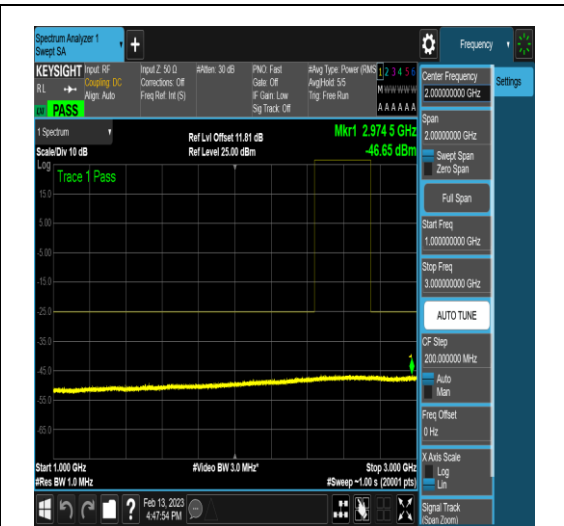 Spectrum Analyzer 1
Swept SA
Frequency
KEYSIGHT
RL
PASS
Input: RF
Coupling: DC
Align: Auto
Input Z: 50 Ω
Corrections: Off
Freq Ref: Int (S)
#Atten: 30 dB
PNO: Fast
Gate: Off
IF Gain: Low
Sig Track: Off
#Avg Type: Power (RMS)
Avg|Hold: 5/5
Trig: Free Run
1 2 3 4 5 6
M W W W W W
A A A A A A
1 Spectrum
Scale/Div 10 dB
Ref Lvl Offset 11.81 dB
Ref Level 25.00 dBm
Mkr1 2.974 5 GHz
-46.65 dBm
Log
Trace 1 Pass
15.0
5.00
-5.00
-15.0
-25.0
-35.0
-45.0
-55.0
-65.0
1
Start 1.000 GHz
#Res BW 1.0 MHz
#Video BW 3.0 MHz*
Stop 3.000 GHz
#Sweep ~1.00 s (20001 pts)
Feb 13, 2023
4:47:54 PM
Center Frequency
2.000000000 GHz
Settings
Span
2.00000000 GHz
Swept Span
Zero Span
Full Span
Start Freq
1.000000000 GHz
Stop Freq
3.000000000 GHz
AUTO TUNE
CF Step
200.000000 MHz
Auto
Man
Freq Offset
0 Hz
X Axis Scale
Log
Lin
Signal Track
(Span Zoom)